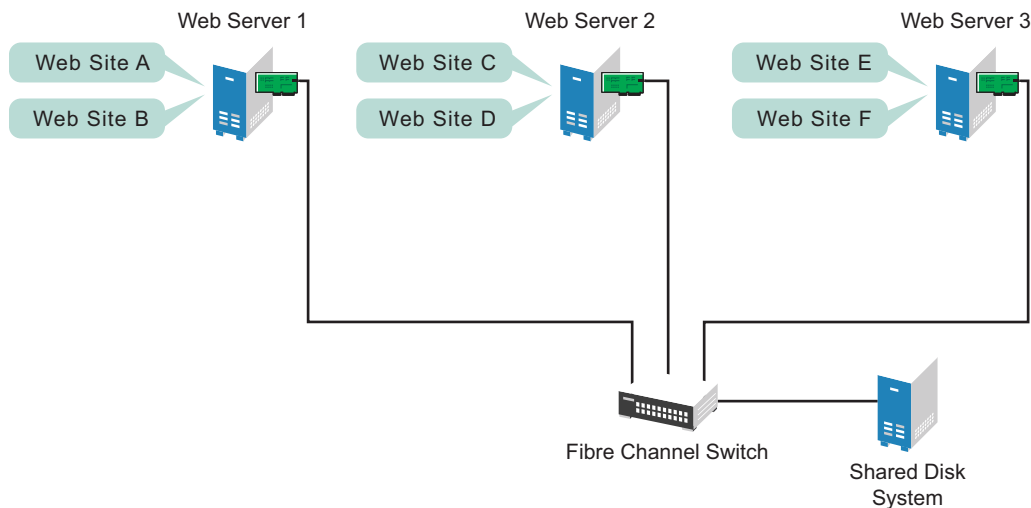 Web Server 1
Web Server 2
Web Server 3
Web Site A
Web Site C
Web Site E
Web Site B
Web Site D
Web Site F
Fibre Channel Switch
Shared Disk
System